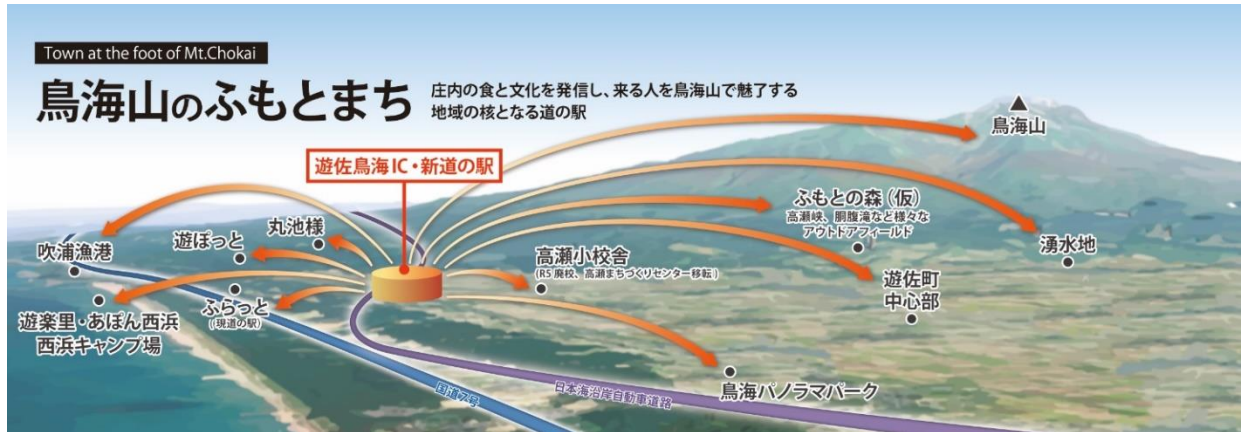 Town at the foot of Mt.Chokai
鳥海山のふもとまち
庄内の食と文化を発信し、来る人を鳥海山で魅了する
地域の核となる道の駅
鳥海山
遊佐鳥海IC・新道の駅
ふもとの森（仮）
高瀬峡、胴腹滝など様々な
アウトドアフィールド
丸池様
遊ぽっと
吹浦漁港
高瀬小校舎
(R5廃校、高瀬まちづくりセンター移転)
湧水地
遊佐町
中心部
ふらっと
(現道の駅)
遊楽里・あぽん西浜
西浜キャンプ場
鳥海パノラマパーク
国道7号
日本海沿岸自動車道路